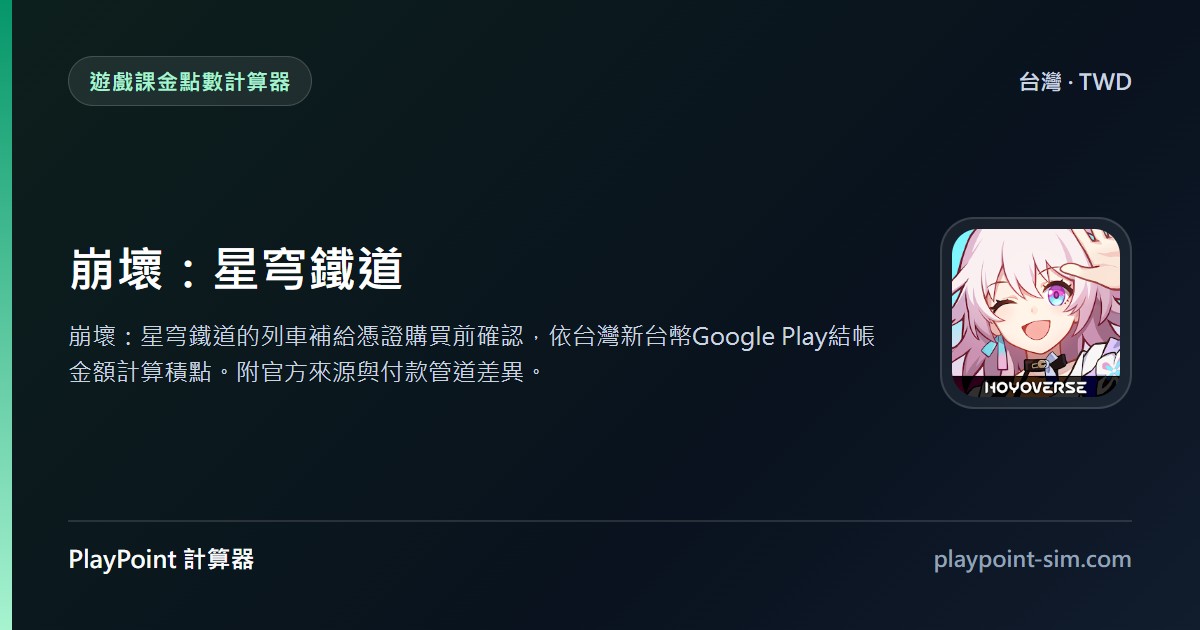 遊戲課金點數計算器
台灣 · TWD
崩壞：星穹鐵道
崩壞：星穹鐵道的列車補給憑證購買前確認，依台灣新台幣Google Play結帳
金額計算積點。附官方來源與付款管道差異。
HOYOVERSE
PlayPoint 計算器
playpoint-sim.com